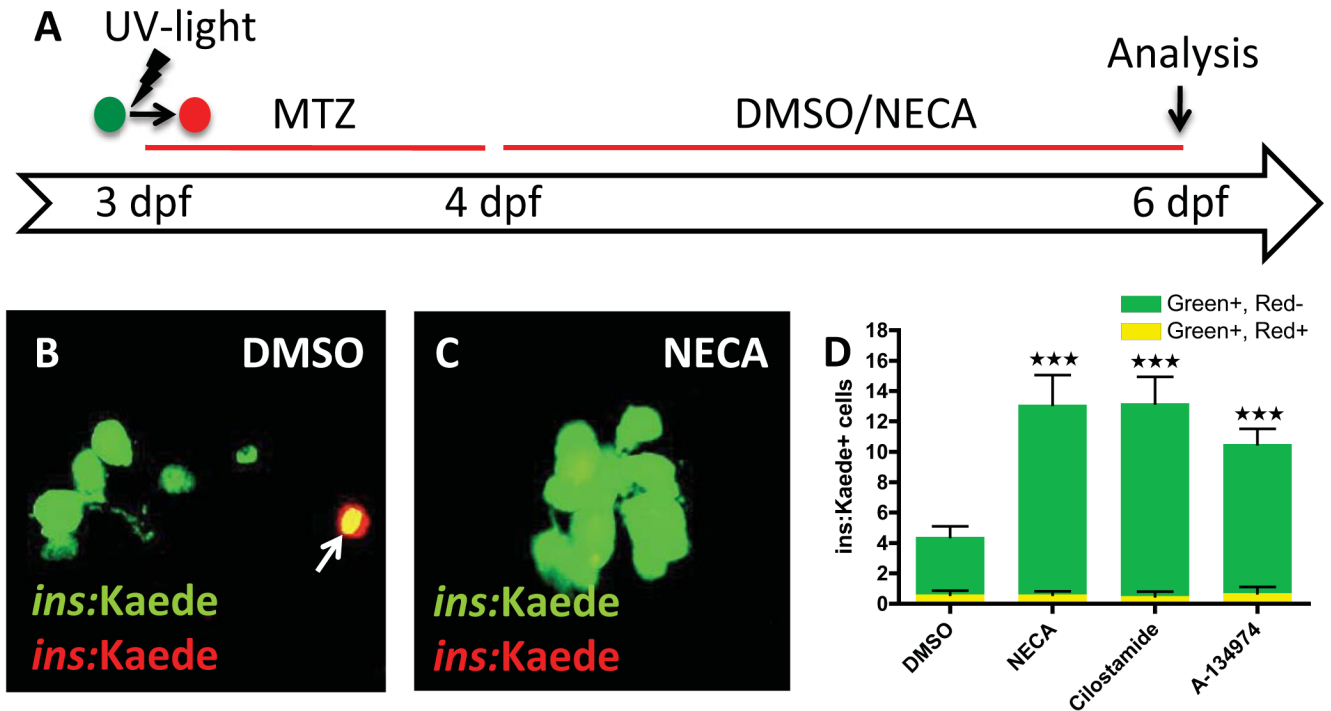 A
UV-light
Analysis
MTZ
DMSO/NECA
3 dpf
4 dpf
6 dpf
B
DMSO
ins:Kaede
ins:Kaede
C
NECA
ins:Kaede
ins:Kaede
D
Green+, Red-
Green+, Red+
★★★
★★★
★★★
ins:Kaede+ cells
18
16
14
12
10
8
6
4
2
0
DMSO
NECA
Cilostamide
A-134974